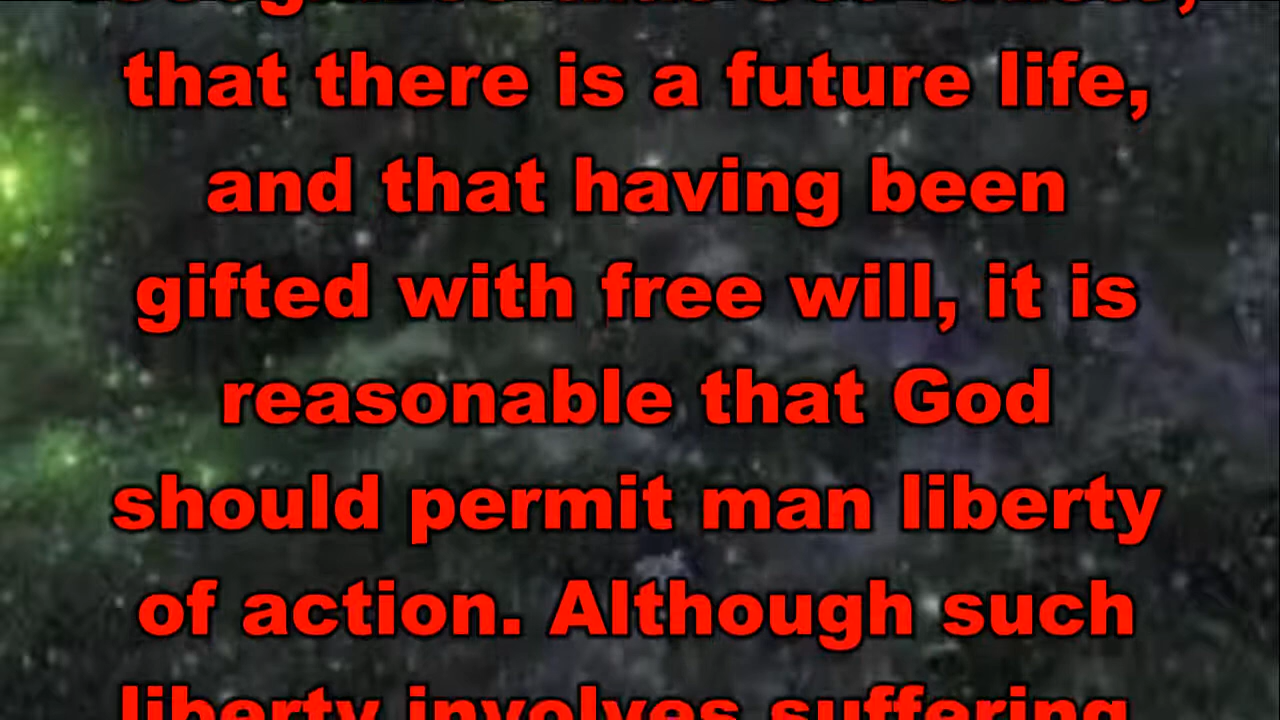 that there is a future life,
and that having been
gifted with free will, it is
reasonable that God
should permit man liberty
of action. Although such
liberty involves suffering